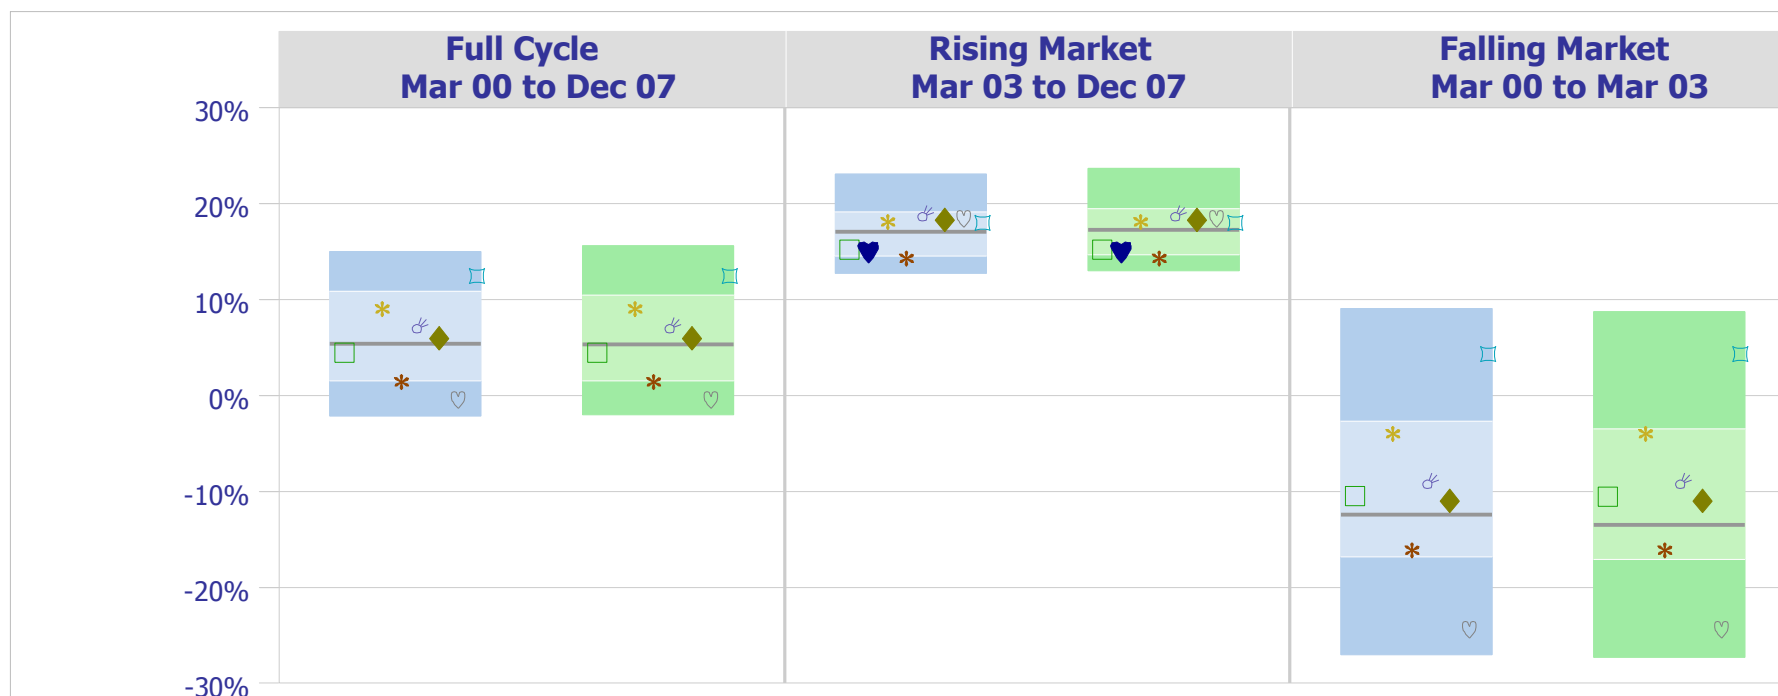 Full Cycle
Mar 00 to Dec 07
Rising Market
Mar 03 to Dec 07
Falling Market
Mar 00 to Mar 03
30%
20%
10%
0%
-10%
-20%
-30%